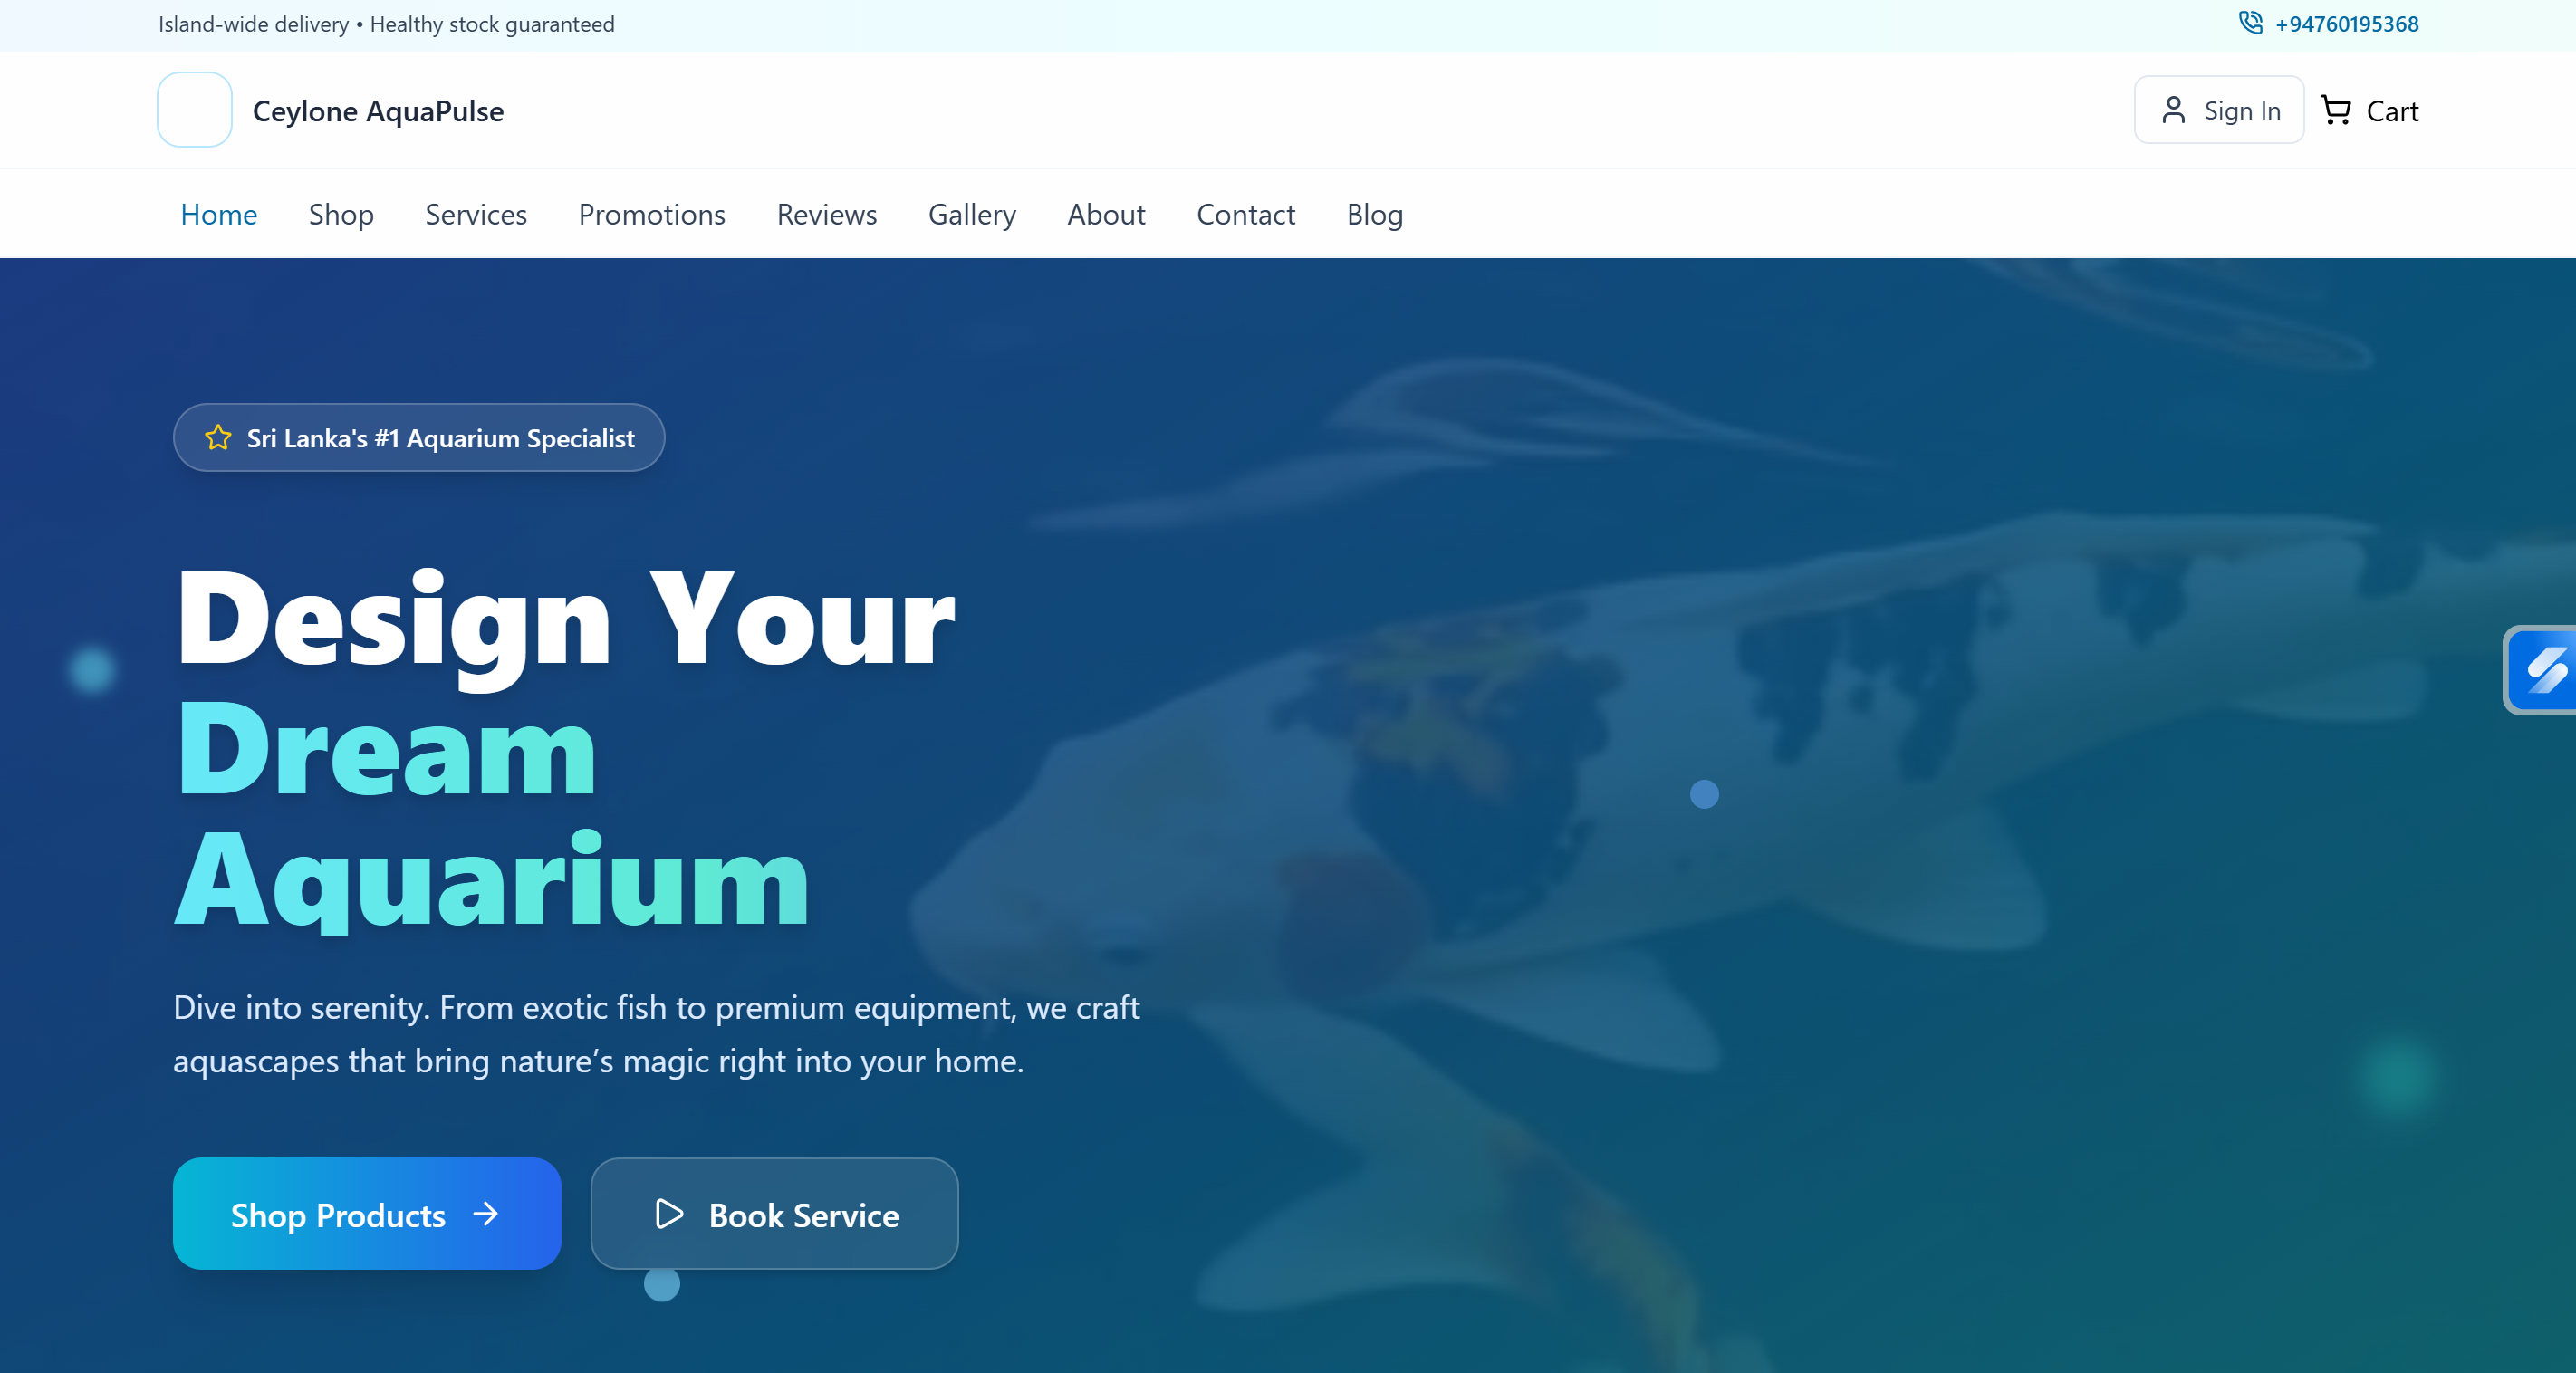 Island-wide delivery • Healthy stock guaranteed
+94760195368
Ceylone AquaPulse
Sign In
Cart
Home
Shop
Services
Promotions
Reviews
Gallery
About
Contact
Blog
Sri Lanka's #1 Aquarium Specialist
Design Your
Dream
Aquarium
Dive into serenity. From exotic fish to premium equipment, we craft
aquascapes that bring nature’s magic right into your home.
Shop Products
Book Service